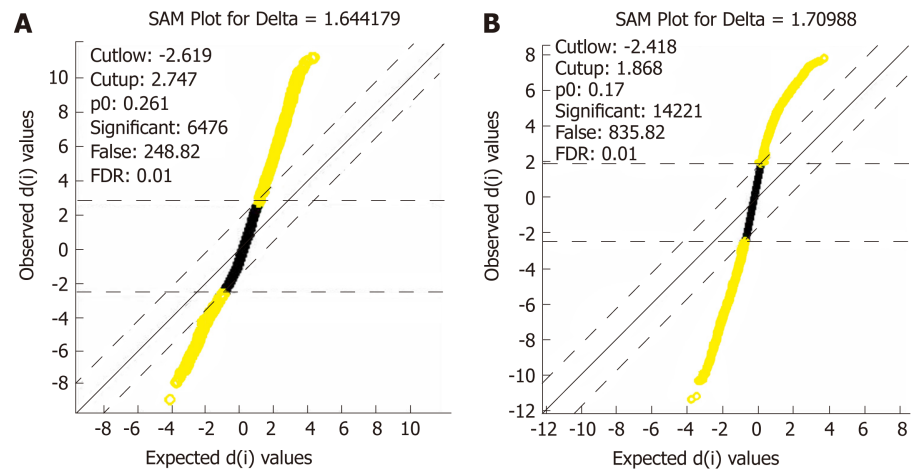 A
SAM Plot for Delta = 1.644179
Cutlow: -2.619
Cutup: 2.747
p0: 0.261
Significant: 6476
False: 248.82
FDR: 0.01
Observed d(i) values
10
8
6
4
2
0
-2
-4
-6
-8
-8 -6 -4 -2 0 2 4 6 8 10
Expected d(i) values
B
SAM Plot for Delta = 1.70988
Cutlow: -2.418
Cutup: 1.868
p0: 0.17
Significant: 14221
False: 835.82
FDR: 0.01
Observed d(i) values
8
6
4
2
0
-2
-4
-6
-8
-10
-12
-12 -10 -8 -6 -4 -2 0 2 4 6 8
Expected d(i) values